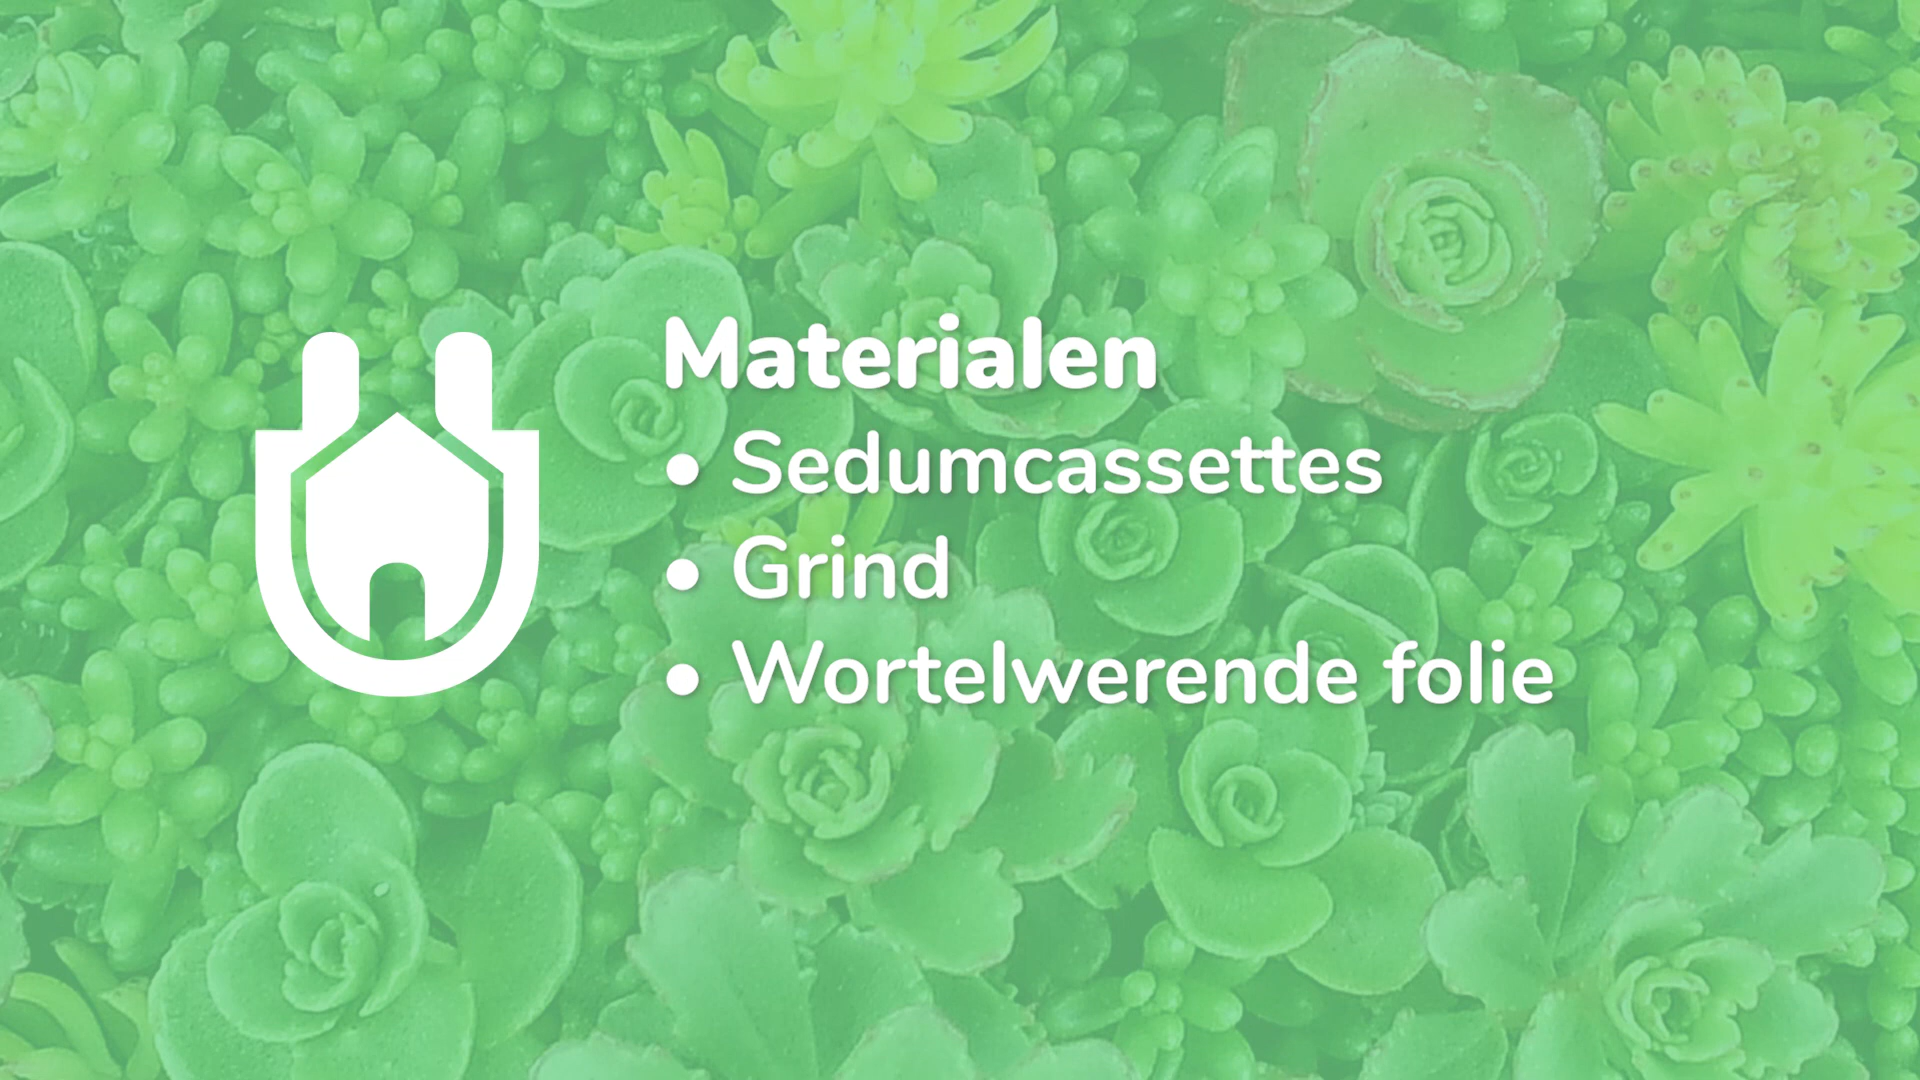 Materialen
• Sedumcassettes
• Grind
• Wortelwerende folie